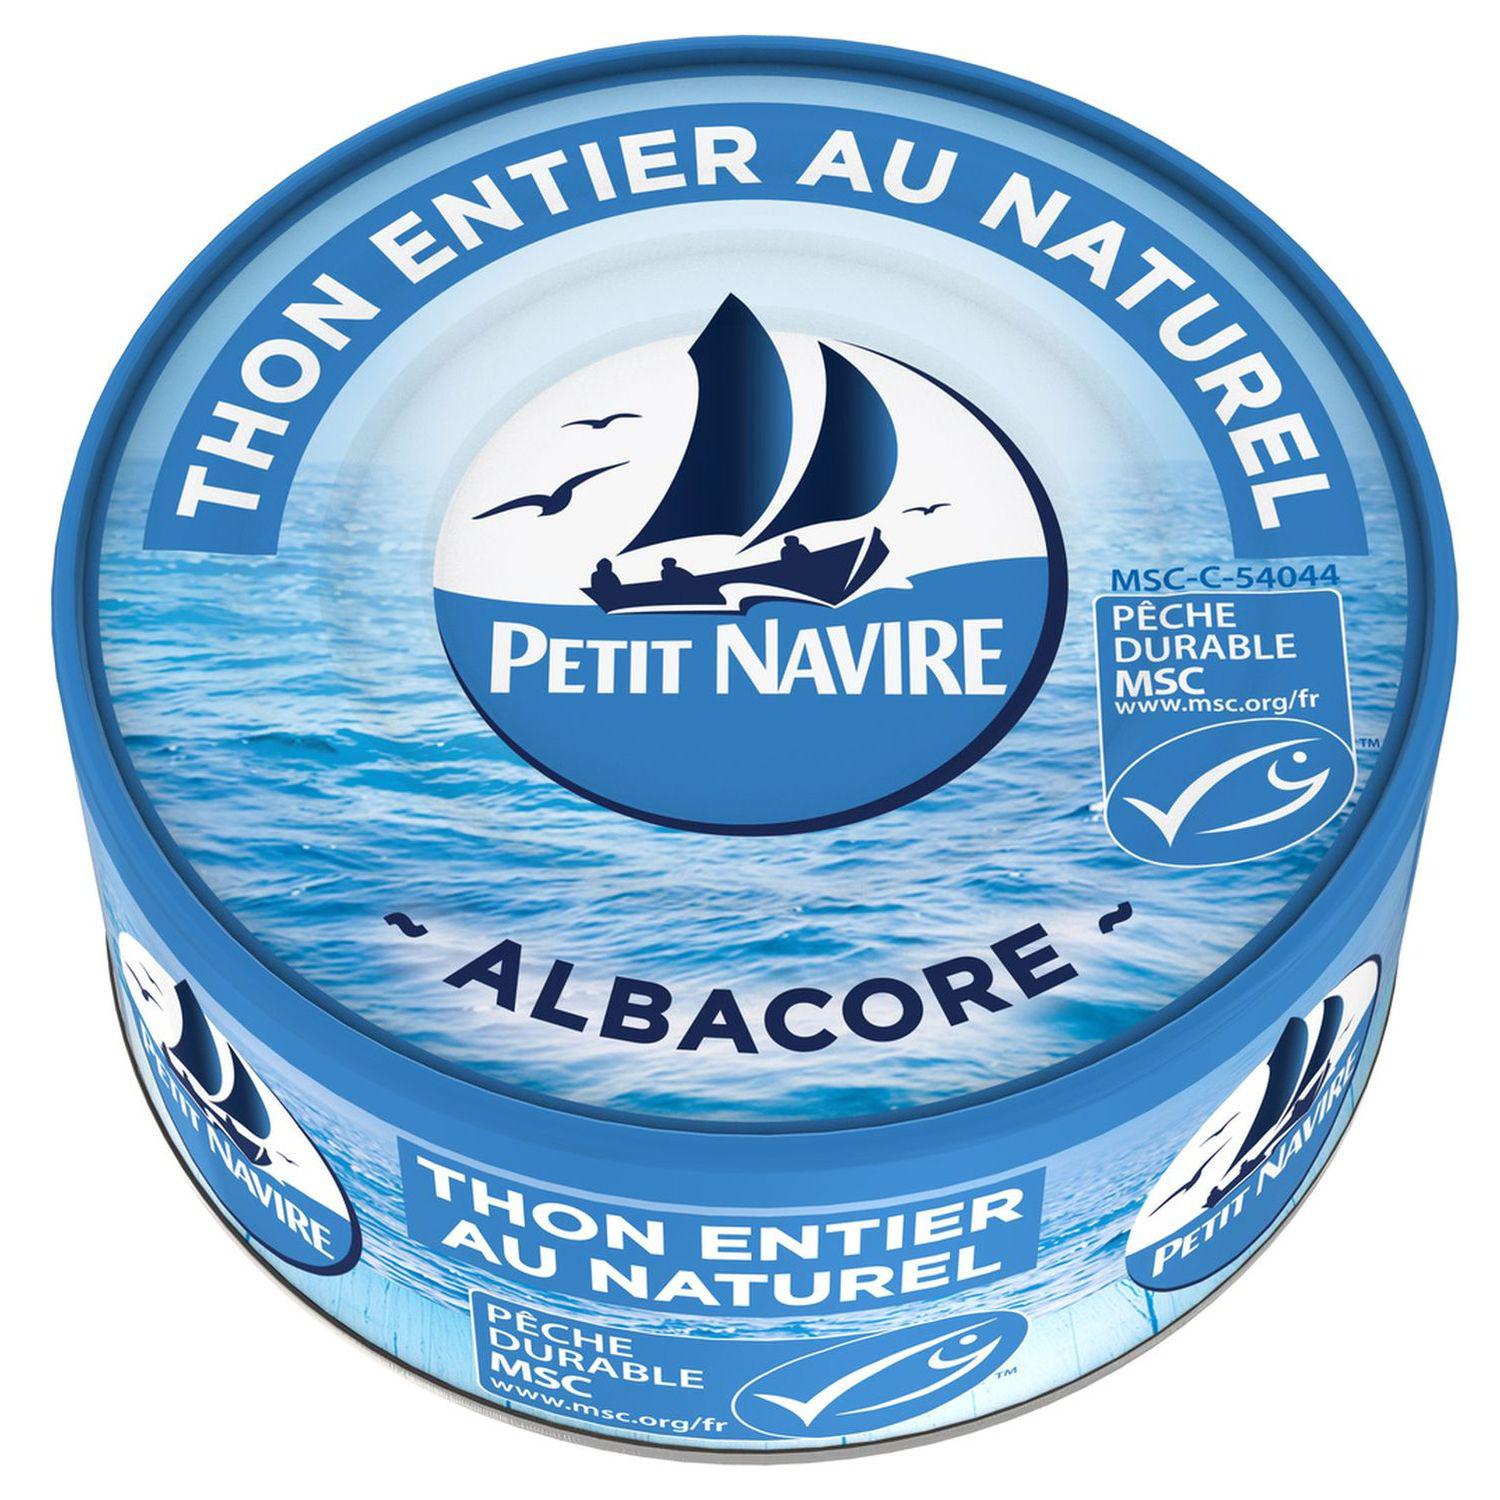 THON ENTIER AU NATUREL
PETIT NAVIRE
MSC-C-54044
PÊCHE
DURABLE
MSC
www.msc.org/fr
TM
~ ALBACORE ~
PETIT NAVIRE
THON ENTIER
AU NATUREL
PETIT NAVIRE
PÊCHE
DURABLE
MSC
www.msc.org/fr
TM